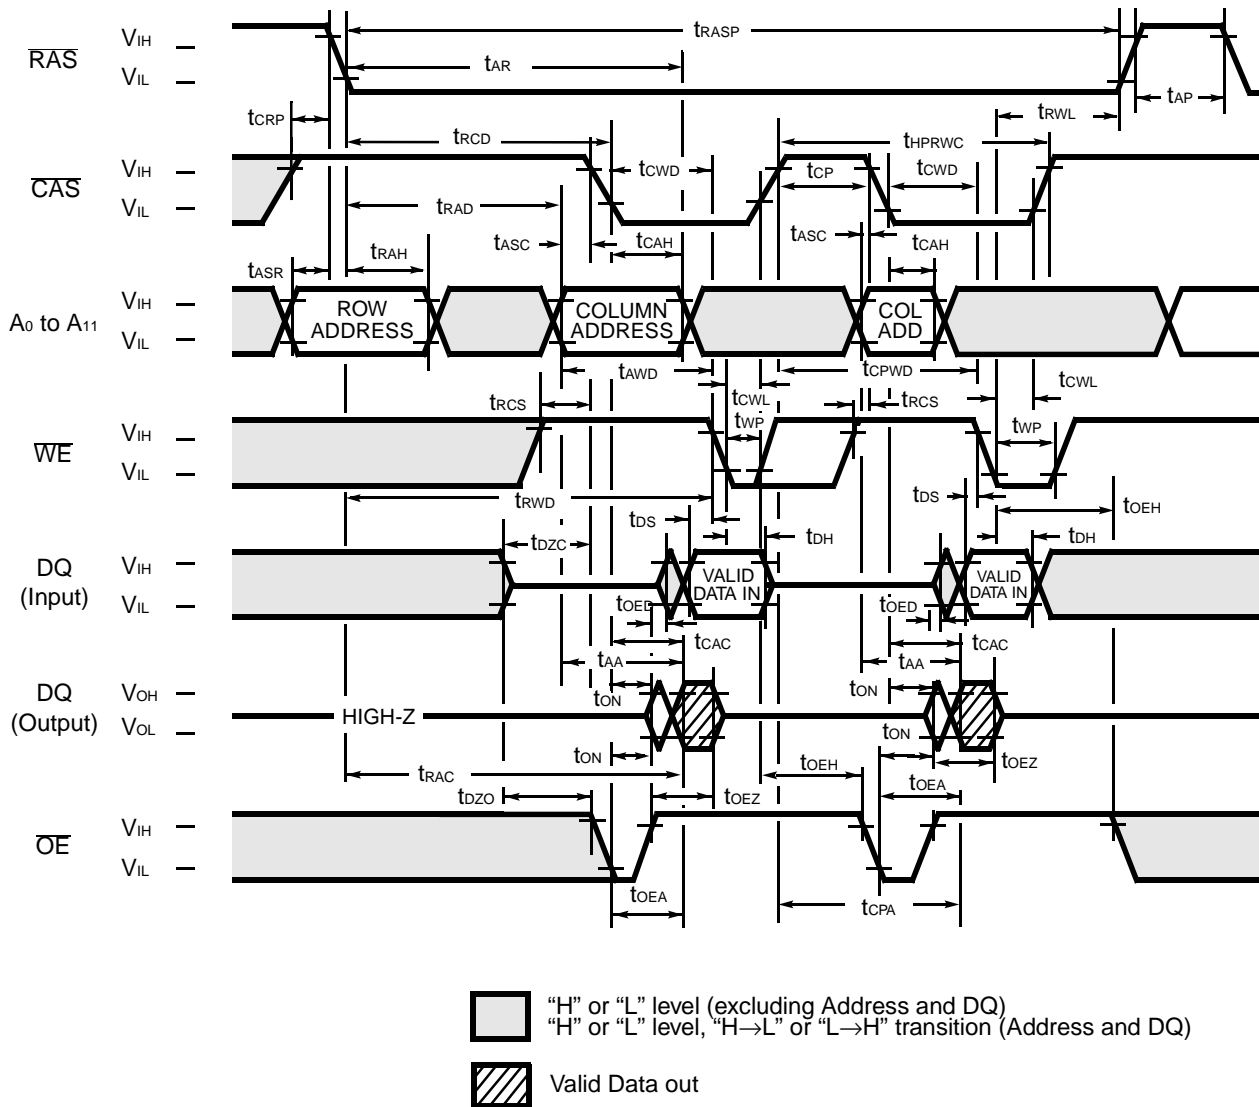 tRASP
RAS VIH
VIL
tAR
tCRP tAP
tRWL
tRCD tHPRWC
CAS VIH
VIL
tCWD tCP tCWD
tRAD
tASC tCAH tASC tCAH
tASR tRAH
A0 to A11 VIH
VIL
ROW
ADDRESS
COLUMN
ADDRESS
COL
ADD
tAWD tCPWD
tCWL tCWL
tRCS tRCS
tWP tWP
WE VIH
VIL
tRWD
tDS tDS
tOEH
tDZC tDH tDH
DQ
(Input)
VIH
VIL
VALID
DATA IN
VALID
DATA IN
tOED tOED
tCAC tCAC
tAA tAA
tON tON
DQ
(Output)
VOH
VOL
HIGH-Z
tON tON
tRAC tOEH tOEZ
tDZO tOEZ tOEA
OE VIH
VIL
tOEA tCPA
“H” or “L” level (excluding Address and DQ)
“H” or “L” level, “H→L” or “L→H” transition (Address and DQ)
Valid Data out